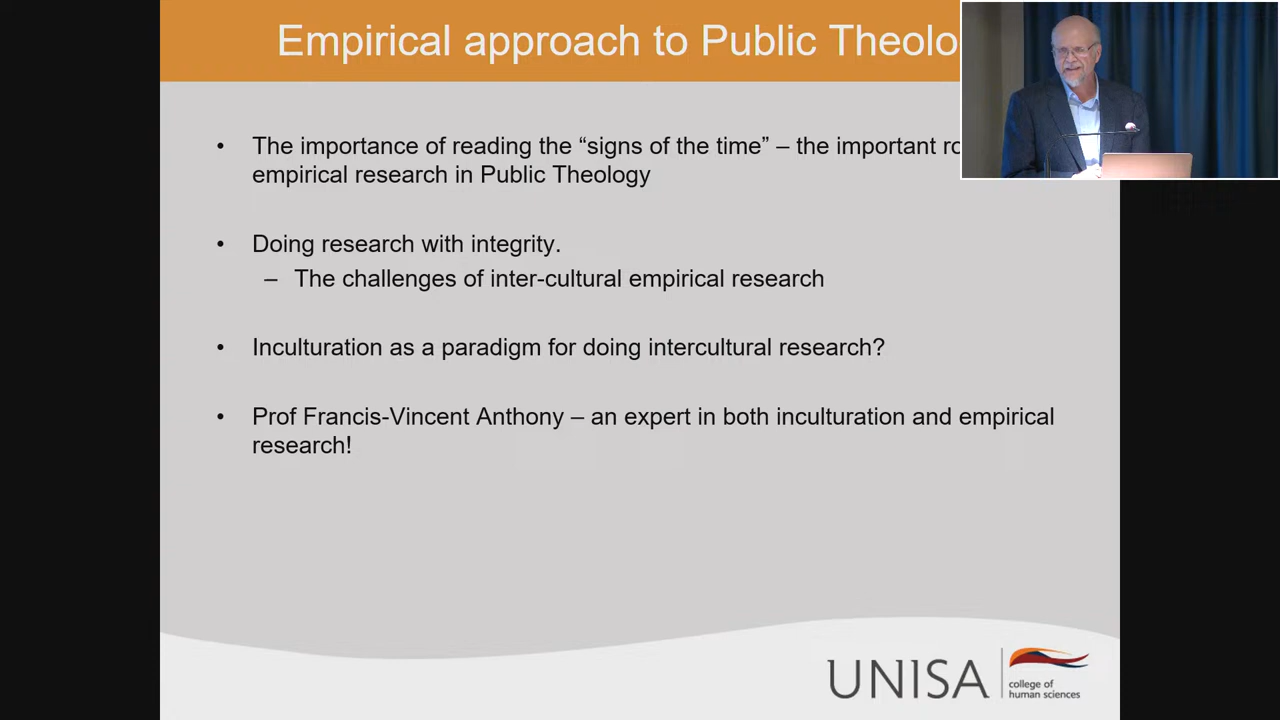 Empirical approach to Public
The importance of reading the “signs of the time” – the important
empirical research in Public Theology
• Doing research with integrity.
– The challenges of inter-cultural empirical research
• Inculturation as a paradigm for doing intercultural research?
• Prof Francis-Vincent Anthony – an expert in both inculturation and empirical
research!
UNISA
college of
human sciences